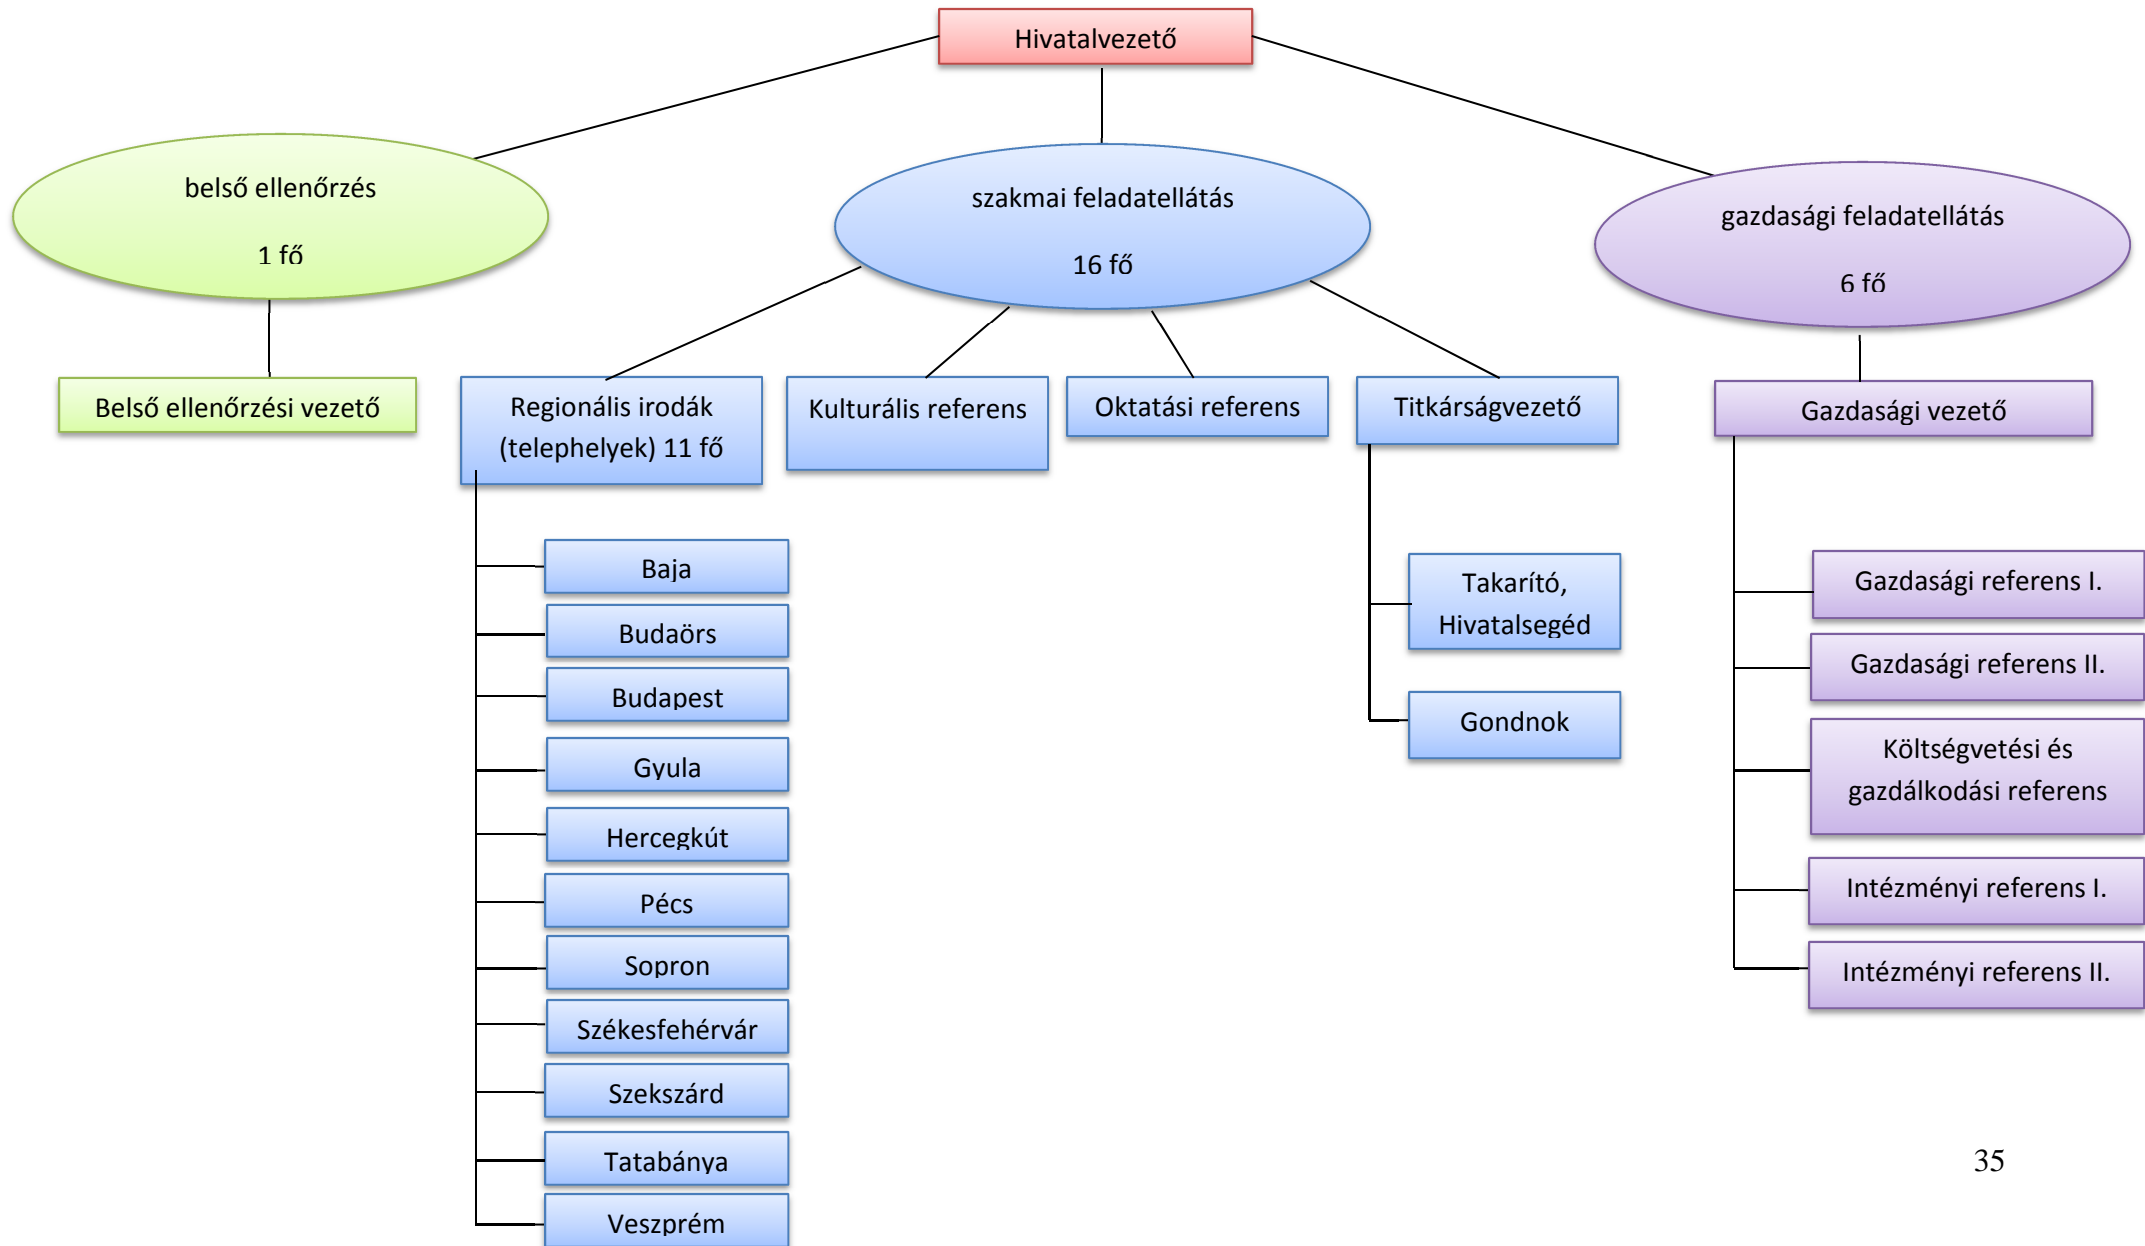 Hivatalvezető
belső ellenőrzés
1 fő
szakmai feladatellátás
16 fő
gazdasági feladatellátás
6 fő
Belső ellenőrzési vezető
Regionális irodák
(telephelyek) 11 fő
Kulturális referens
Oktatási referens
Titkárságvezető
Gazdasági vezető
Baja
Budaörs
Budapest
Gyula
Hercegkút
Pécs
Sopron
Székesfehérvár
Szekszárd
Tatabánya
Veszprém
Takarító,
Hivatalsegéd
Gondnok
Gazdasági referens I.
Gazdasági referens II.
Költségvetési és
gazdálkodási referens
Intézményi referens I.
Intézményi referens II.
35